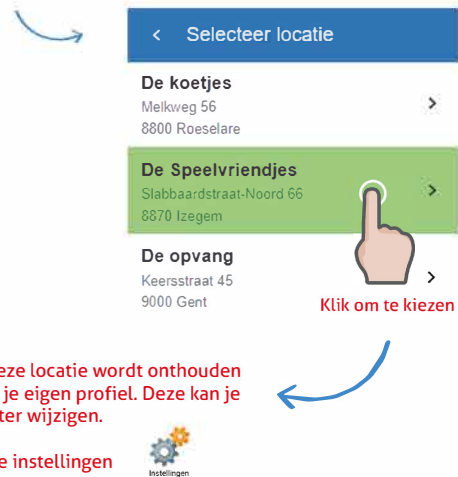 Selecteer locatie
De koetjes
Melkweg 56
8800 Roeselare
De Speelvriendjes
Slabbaardstraat-Noord 66
8870 Izegem
De opvang
Keersstraat 45
9000 Gent
Klik om te kiezen
eze locatie wordt onthouden
je eigen profiel. Deze kan je
ter wijzigen.
e instellingen
Instellingen